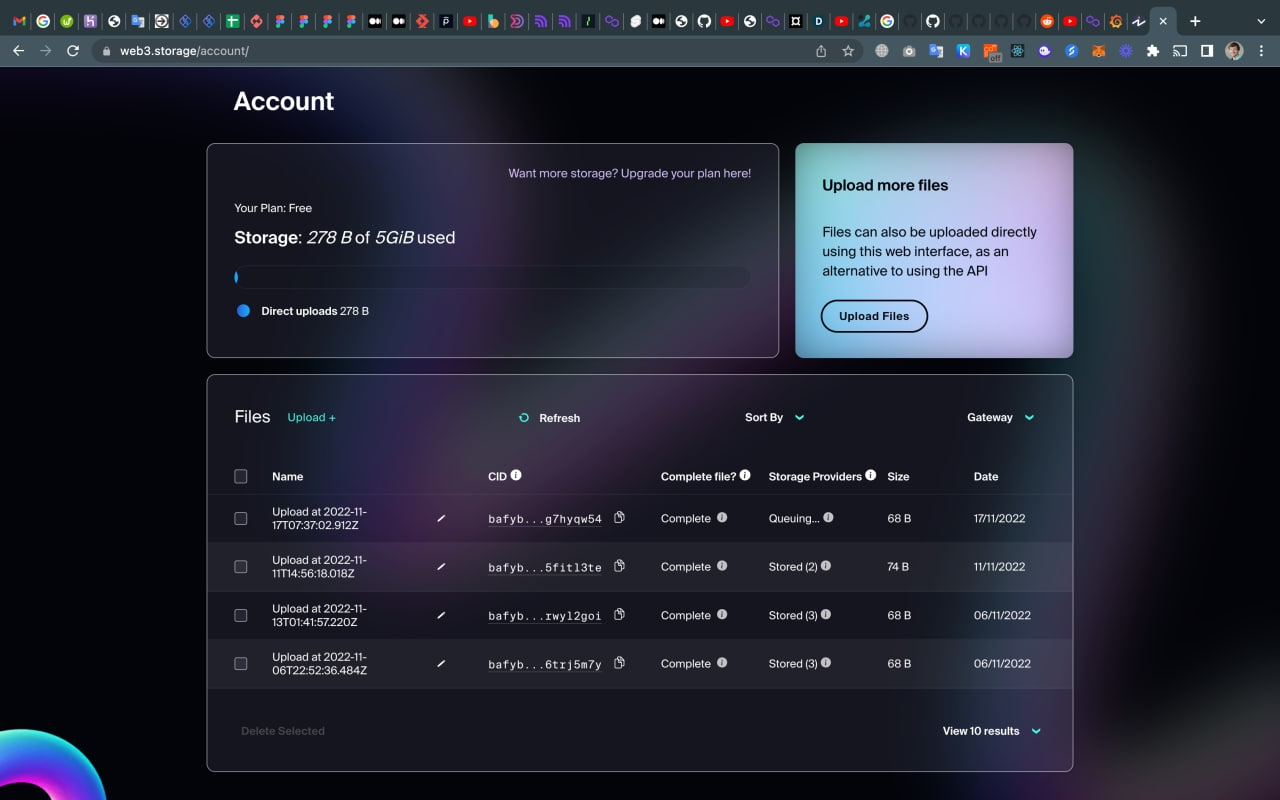 web3.storage/account/
off
Account
Want more storage? Upgrade your plan here!
Your Plan: Free
Storage: 278 B of 5GiB used
Direct uploads 278 B
Upload more files
Files can also be uploaded directly
using this web interface, as an
alternative to using the API
Upload Files
Files Upload + Refresh Sort By Gateway
Name CID Complete file? Storage Providers Size Date
Upload at 2022-11-
17T07:37:02.912Z
bafyb...g7hyqw54 Complete Queuing... 68 B 17/11/2022
Upload at 2022-11-
11T14:56:18.018Z
bafyb...5fitl3te Complete Stored (2) 74 B 11/11/2022
Upload at 2022-11-
13T01:41:57.220Z
bafyb...rwyl2goi Complete Stored (3) 68 B 06/11/2022
Upload at 2022-11-
06T22:52:36.484Z
bafyb...6trj5m7y Complete Stored (3) 68 B 06/11/2022
Delete Selected View 10 results